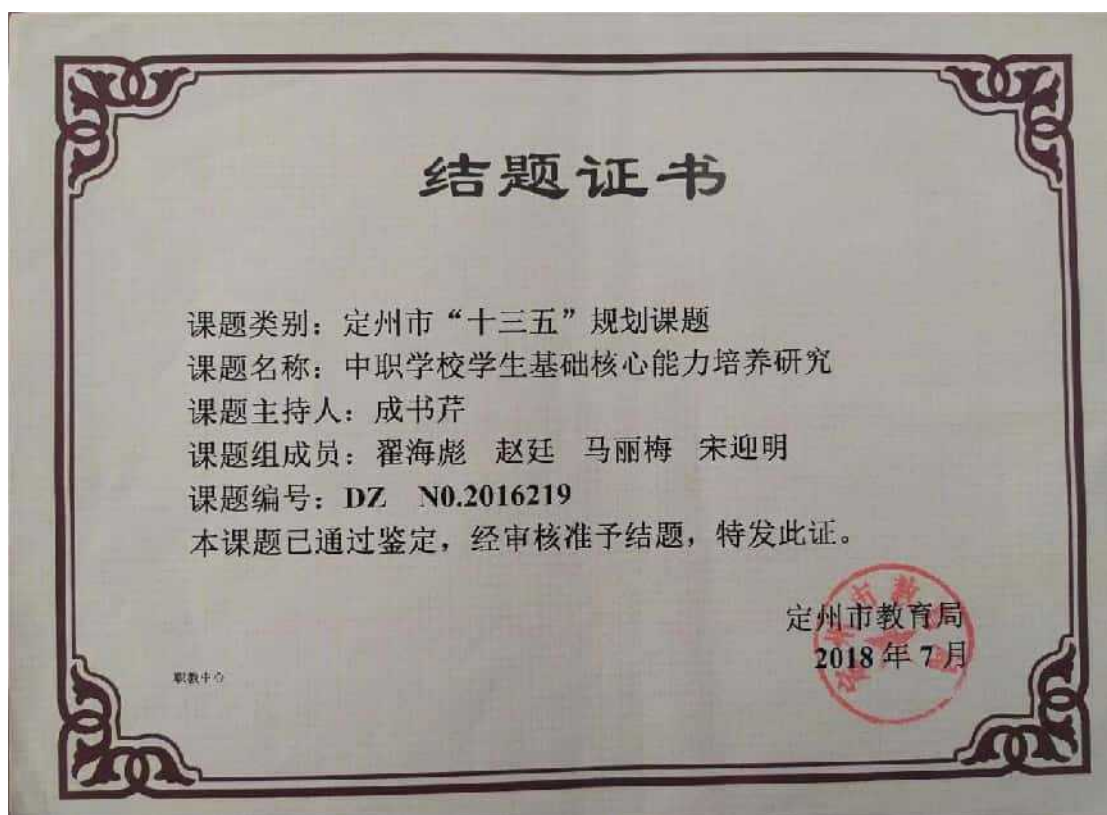 结题证书
课题类别：定州市“十三五”规划课题
课题名称：中职学校学生基础核心能力培养研究
课题主持人：成书芹
课题组成员：翟海彪 赵廷 马丽梅 宋迎明
课题编号：DZ N0.2016219
本课题已通过鉴定，经审核准予结题，特发此证。
定州市教育局
2018年7月
职教中心